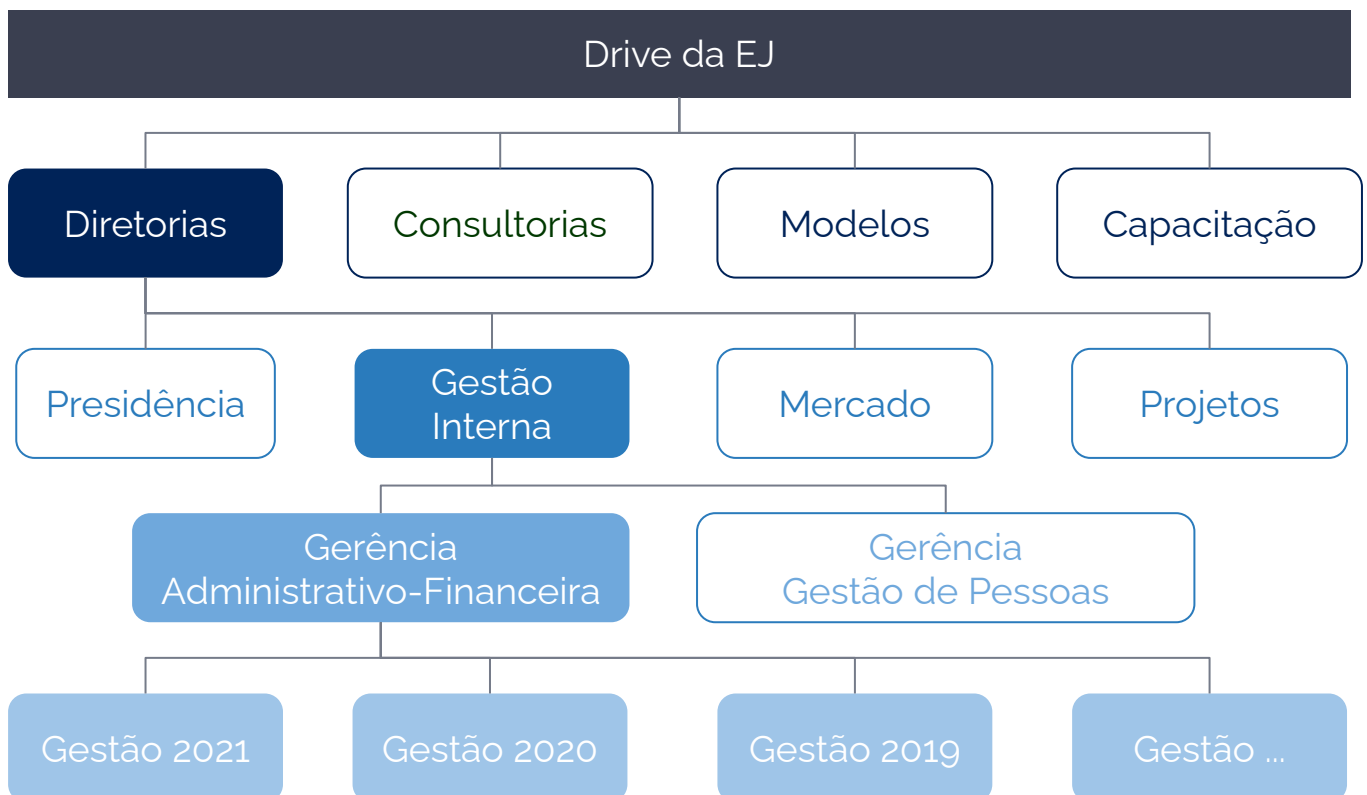 Drive da EJ
Diretorias
Consultorias
Modelos
Capacitação
Presidência
Gestão
Interna
Mercado
Projetos
Gerência
Administrativo-Financeira
Gerência
Gestão de Pessoas
Gestão 2021
Gestão 2020
Gestão 2019
Gestão ...